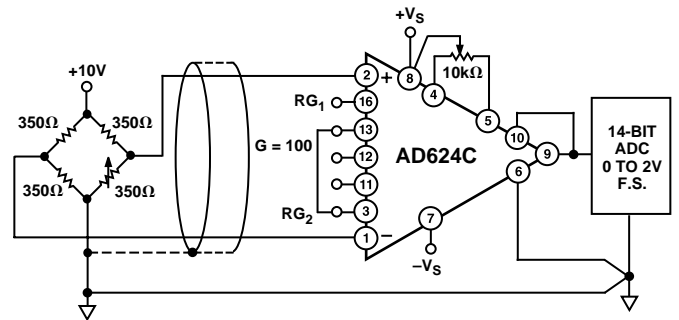 +VS
+10V
350Ω 350Ω
350Ω 350Ω
RG1
G = 100
RG2
2 + 8 10kΩ
16 4
13 5
12 10
11 9
3 6
1 – 7
AD624C
–VS
14-BIT
ADC
0 TO 2V
F.S.